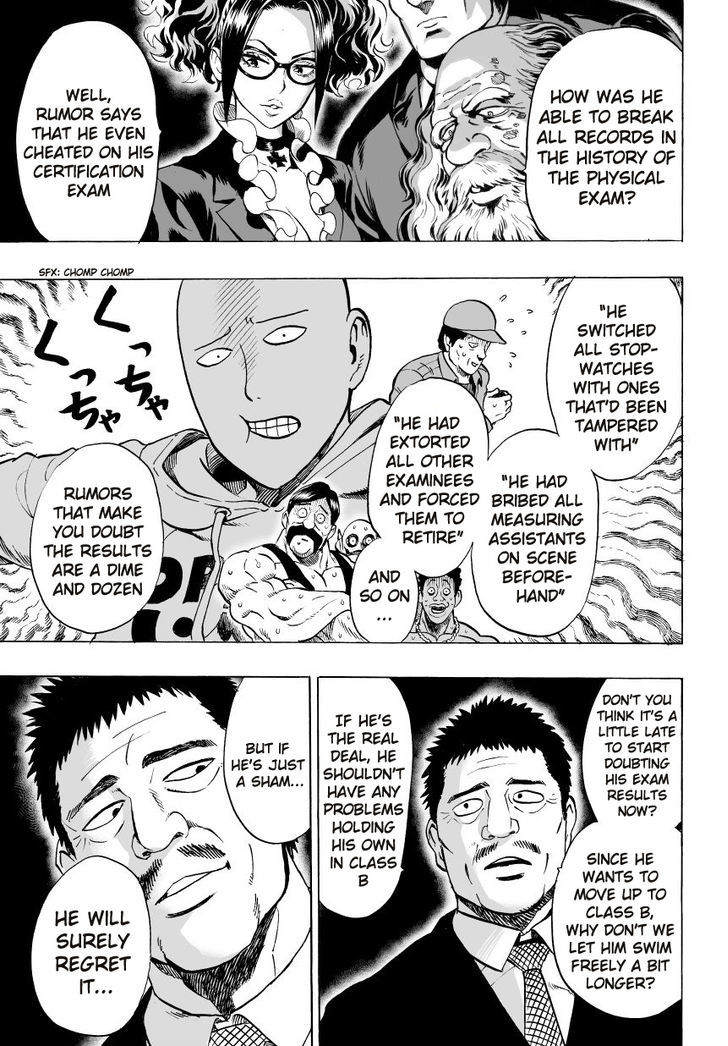 HOW WAS HE
ABLE TO BREAK
ALL RECORDS IN
THE HISTORY OF
THE PHYSICAL
EXAM?
WELL,
RUMOR SAYS
THAT HE EVEN
CHEATED ON HIS
CERTIFICATION
EXAM
SFX: CHOMP CHOMP
"HE
SWITCHED
ALL STOP-
WATCHES
WITH ONES
THAT'D BEEN
TAMPERED
WITH"
"HE HAD
BRIBED ALL
MEASURING
ASSISTANTS
ON SCENE
BEFORE-
HAND"
"HE HAD
EXTORTED
ALL OTHER
EXAMINEES
AND FORCED
THEM TO
RETIRE"
AND
SO ON
...
くっちゃ
くっちゃ
RUMORS
THAT MAKE
YOU DOUBT
THE RESULTS
ARE A DIME
AND DOZEN
DON'T YOU
THINK IT'S A
LITTLE LATE
TO START
DOUBTING
HIS EXAM
RESULTS
NOW?
SINCE HE
WANTS TO
MOVE UP TO
CLASS B,
WHY DON'T WE
LET HIM SWIM
FREELY A BIT
LONGER?
IF HE'S
THE REAL
DEAL, HE
SHOULDN'T
HAVE ANY
PROBLEMS
HOLDING
HIS OWN
IN CLASS
B
BUT IF
HE'S JUST
A SHAM...
HE WILL
SURELY
REGRET
IT...